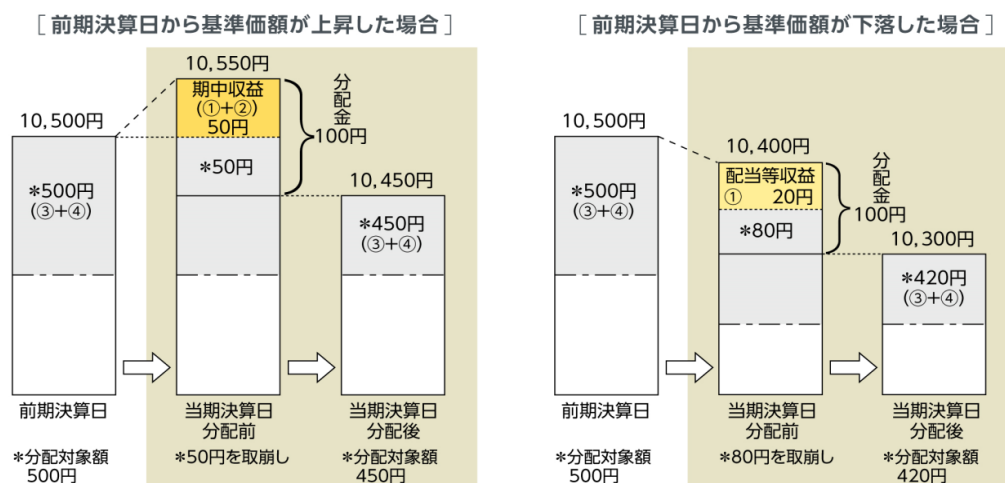 [前期決算日から基準価額が上昇した場合]
10,550円
期中収益
(①+②)
50円
分配金
100円
10,500円
*500円
(③+④)
*50円
10,450円
*450円
(③+④)
前期決算日
当期決算日
分配前
当期決算日
分配後
*分配対象額
500円
*50円を取崩し
*分配対象額
450円
[前期決算日から基準価額が下落した場合]
10,500円
*500円
(③+④)
10,400円
配当等収益
① 20円
*80円
分配金
100円
10,300円
*420円
(③+④)
前期決算日
当期決算日
分配前
当期決算日
分配後
*分配対象額
500円
*80円を取崩し
*分配対象額
420円